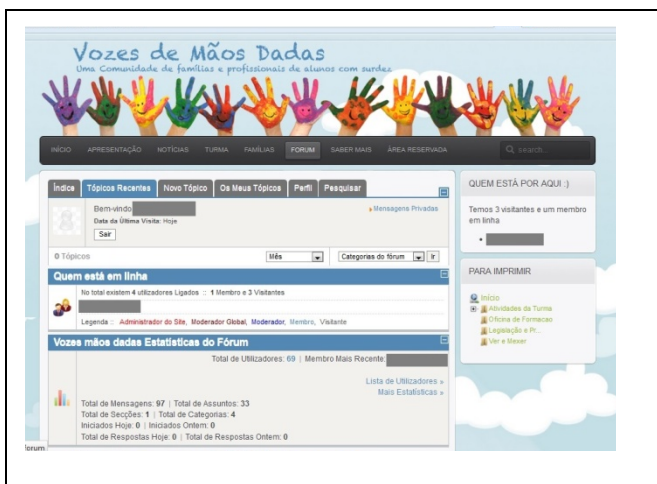 Vozes de Mãos Dadas
Uma Comunidade de famílias e profissionais de alunos com surdez
INÍCIO APRESENTAÇÃO NOTÍCIAS TURMA FAMÍLIAS FORUM SABER MAIS ÁREA RESERVADA search...
Índice Tópicos Recentes Novo Tópico Os Meus Tópicos Perfil Pesquisar
Bem-vindo
Mensagens Privadas
Data da Última Visita: Hoje
Sair
0 Tópicos Mês Categorias do fórum Ir
Quem está em linha
No total existem 4 utilizadores Ligados :: 1 Membro e 3 Visitantes
Legenda :: Administrador do Site, Moderador Global, Moderador, Membro, Visitante
Vozes mãos dadas Estatísticas do Fórum
Total de Utilizadores: 69 | Membro Mais Recente:
Lista de Utilizadores »
Mais Estatísticas »
Total de Mensagens: 97 | Total de Assuntos: 33
Total de Secções: 1 | Total de Categorias: 4
Iniciados Hoje: 0 | Iniciados Ontem: 0
Total de Respostas Hoje: 0 | Total de Respostas Ontem: 0
QUEM ESTÁ POR AQUI :)
Temos 3 visitantes e um membro
em linha
PARA IMPRIMIR
Início
Atividades da Turma
Oficina de Formacao
Legislação e Pr...
Ver e Mexer
forum